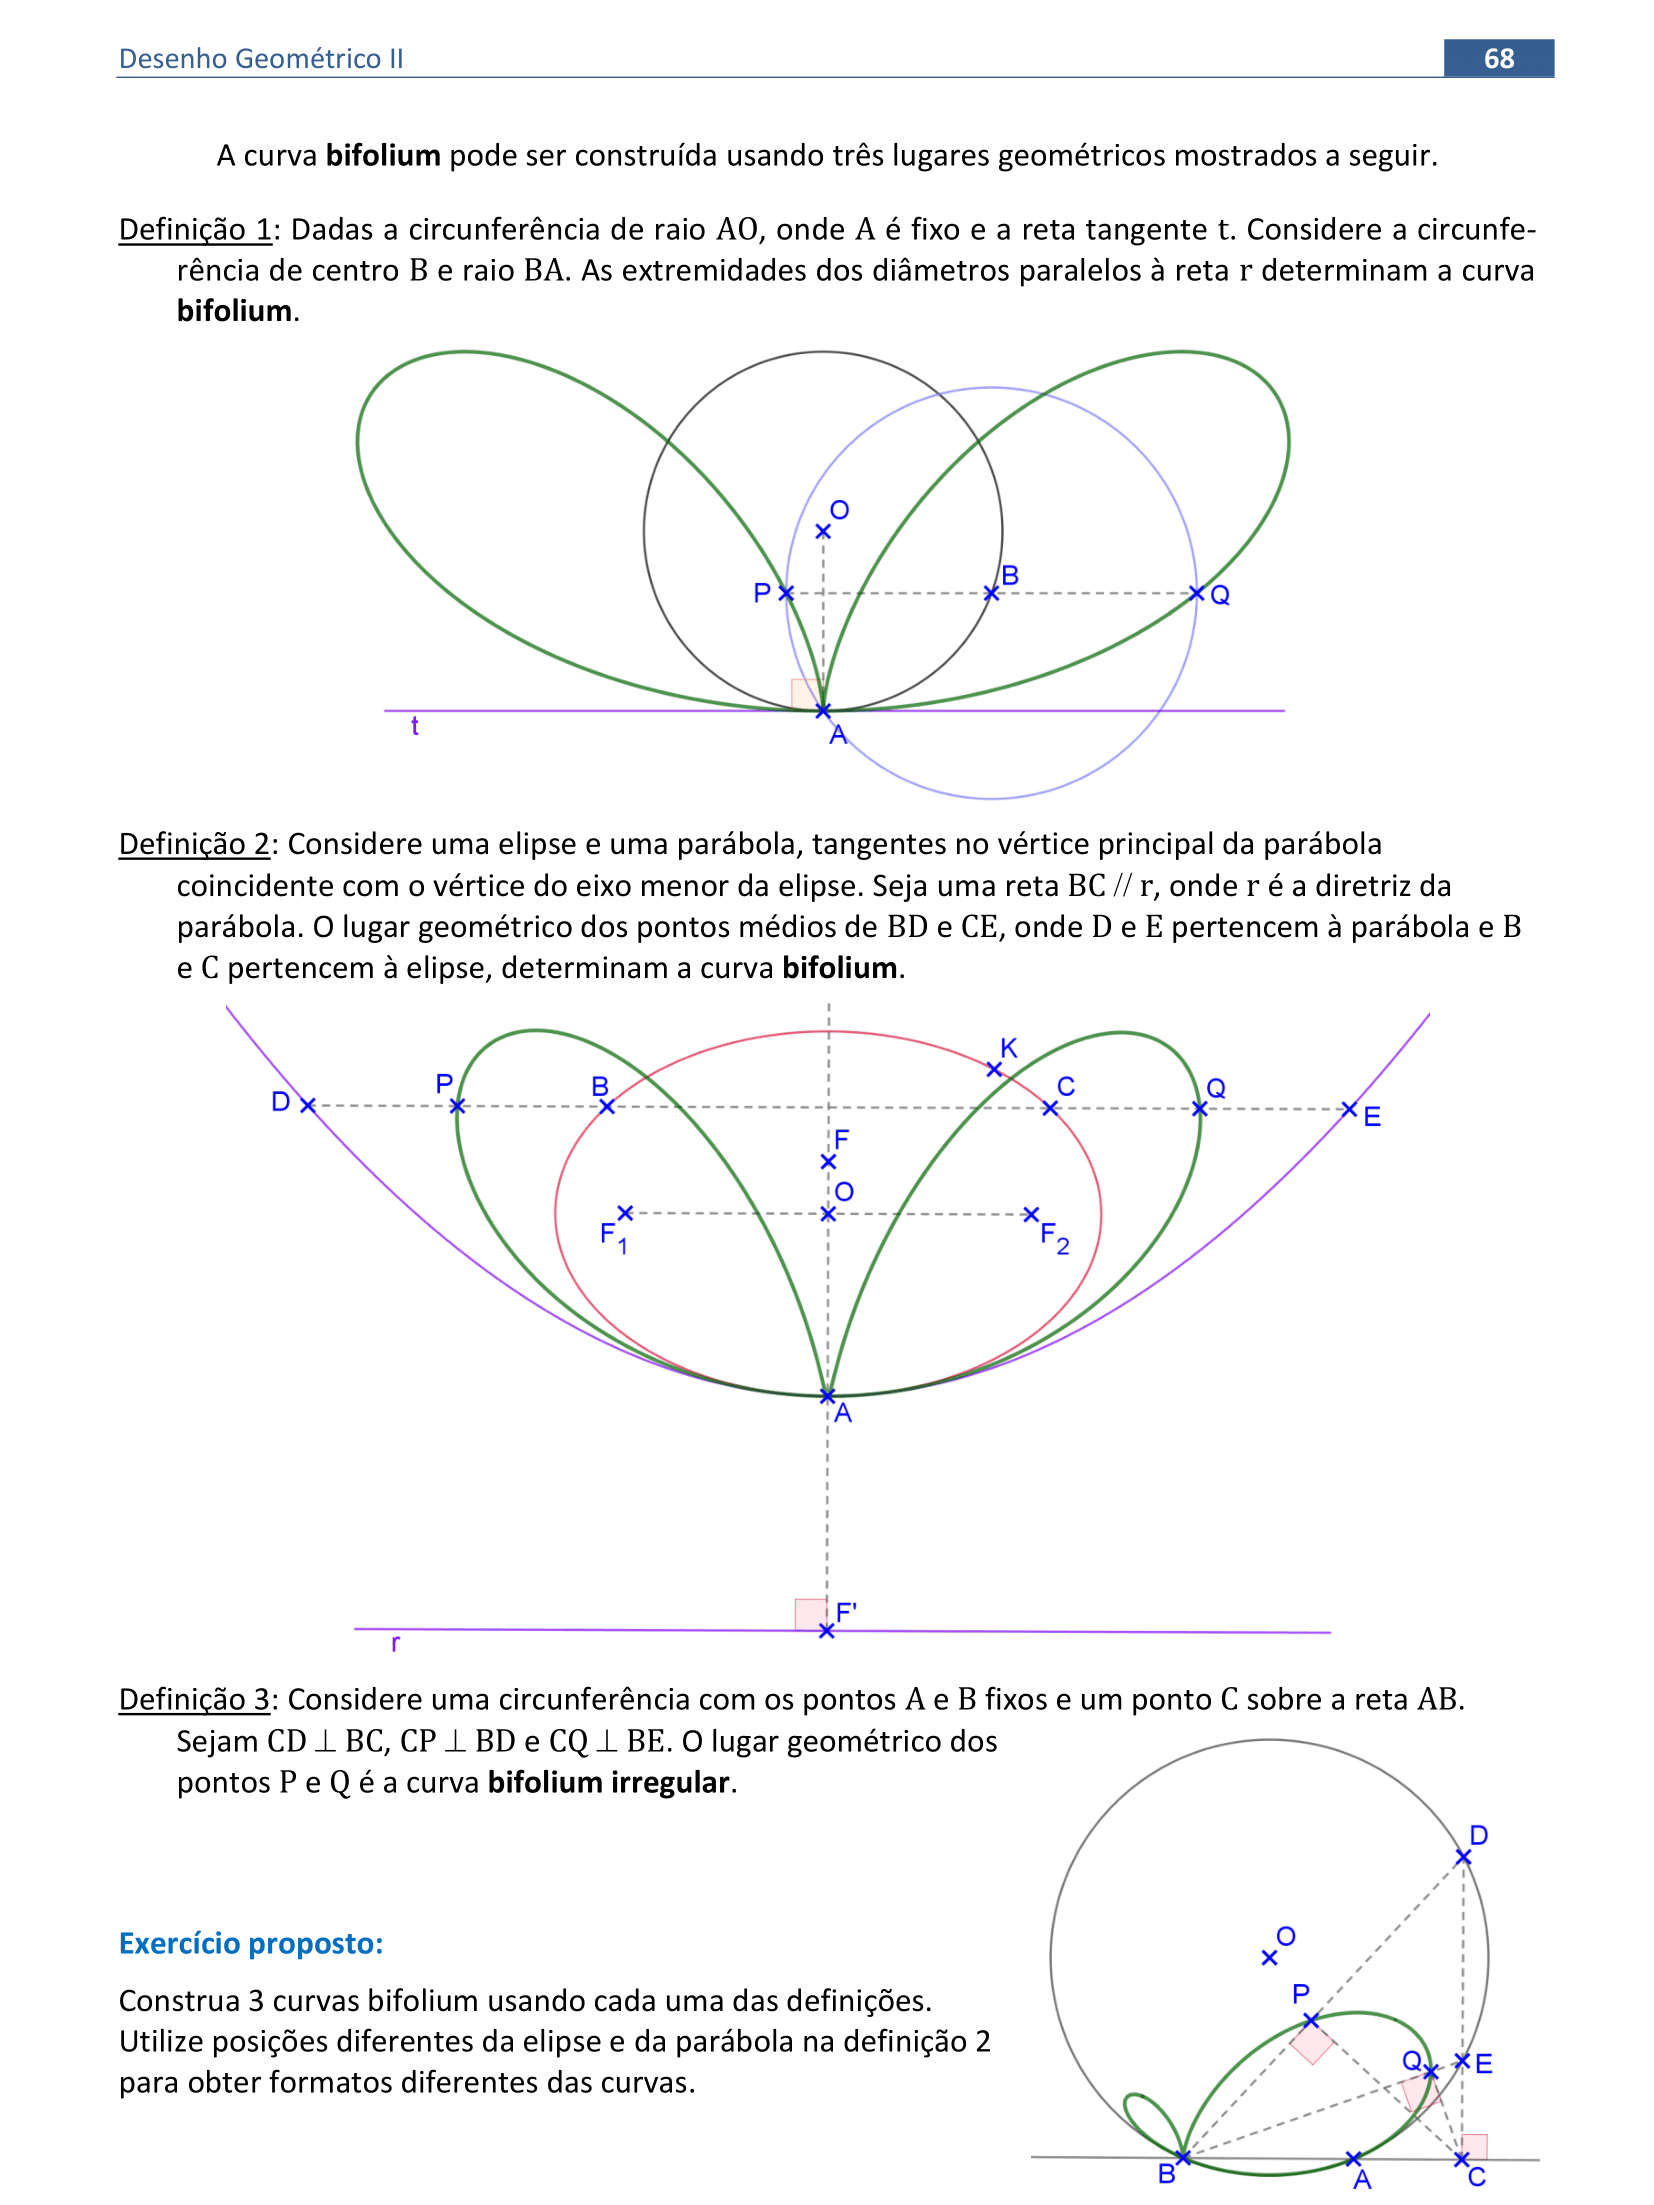 Desenho Geométrico II
68
A curva bifolium pode ser construída usando três lugares geométricos mostrados a seguir.
Definição 1: Dadas a circunferência de raio AO, onde A é fixo e a reta tangente t. Considere a circunfe-
rência de centro B e raio BA. As extremidades dos diâmetros paralelos à reta r determinam a curva
bifolium.
O
B
P
Q
t
A
Definição 2: Considere uma elipse e uma parábola, tangentes no vértice principal da parábola
coincidente com o vértice do eixo menor da elipse. Seja uma reta BC // r, onde r é a diretriz da
parábola. O lugar geométrico dos pontos médios de BD e CE, onde D e E pertencem à parábola e B
e C pertencem à elipse, determinam a curva bifolium.
K
D
P
B
C
Q
E
F
O
F1
F2
A
F'
r
Definição 3: Considere uma circunferência com os pontos A e B fixos e um ponto C sobre a reta AB.
Sejam CD ⊥ BC, CP ⊥ BD e CQ ⊥ BE. O lugar geométrico dos
pontos P e Q é a curva bifolium irregular.
D
O
P
Q
E
B
A
C
Exercício proposto:
Construa 3 curvas bifolium usando cada uma das definições.
Utilize posições diferentes da elipse e da parábola na definição 2
para obter formatos diferentes das curvas.